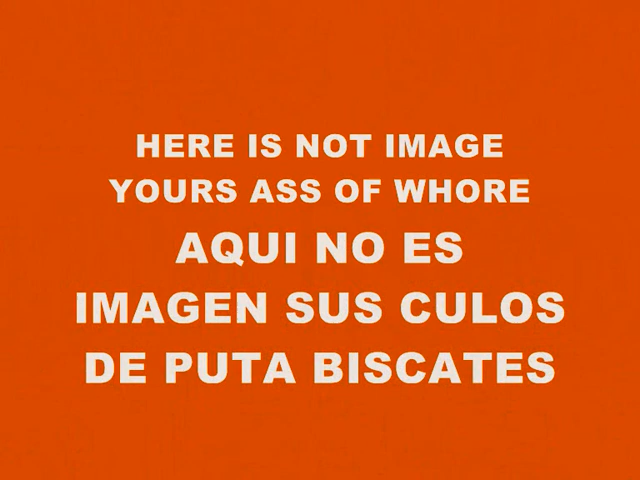 HERE IS NOT IMAGE
YOURS ASS OF WHORE
AQUI NO ES
IMAGEN SUS CULOS
DE PUTA BISCATES